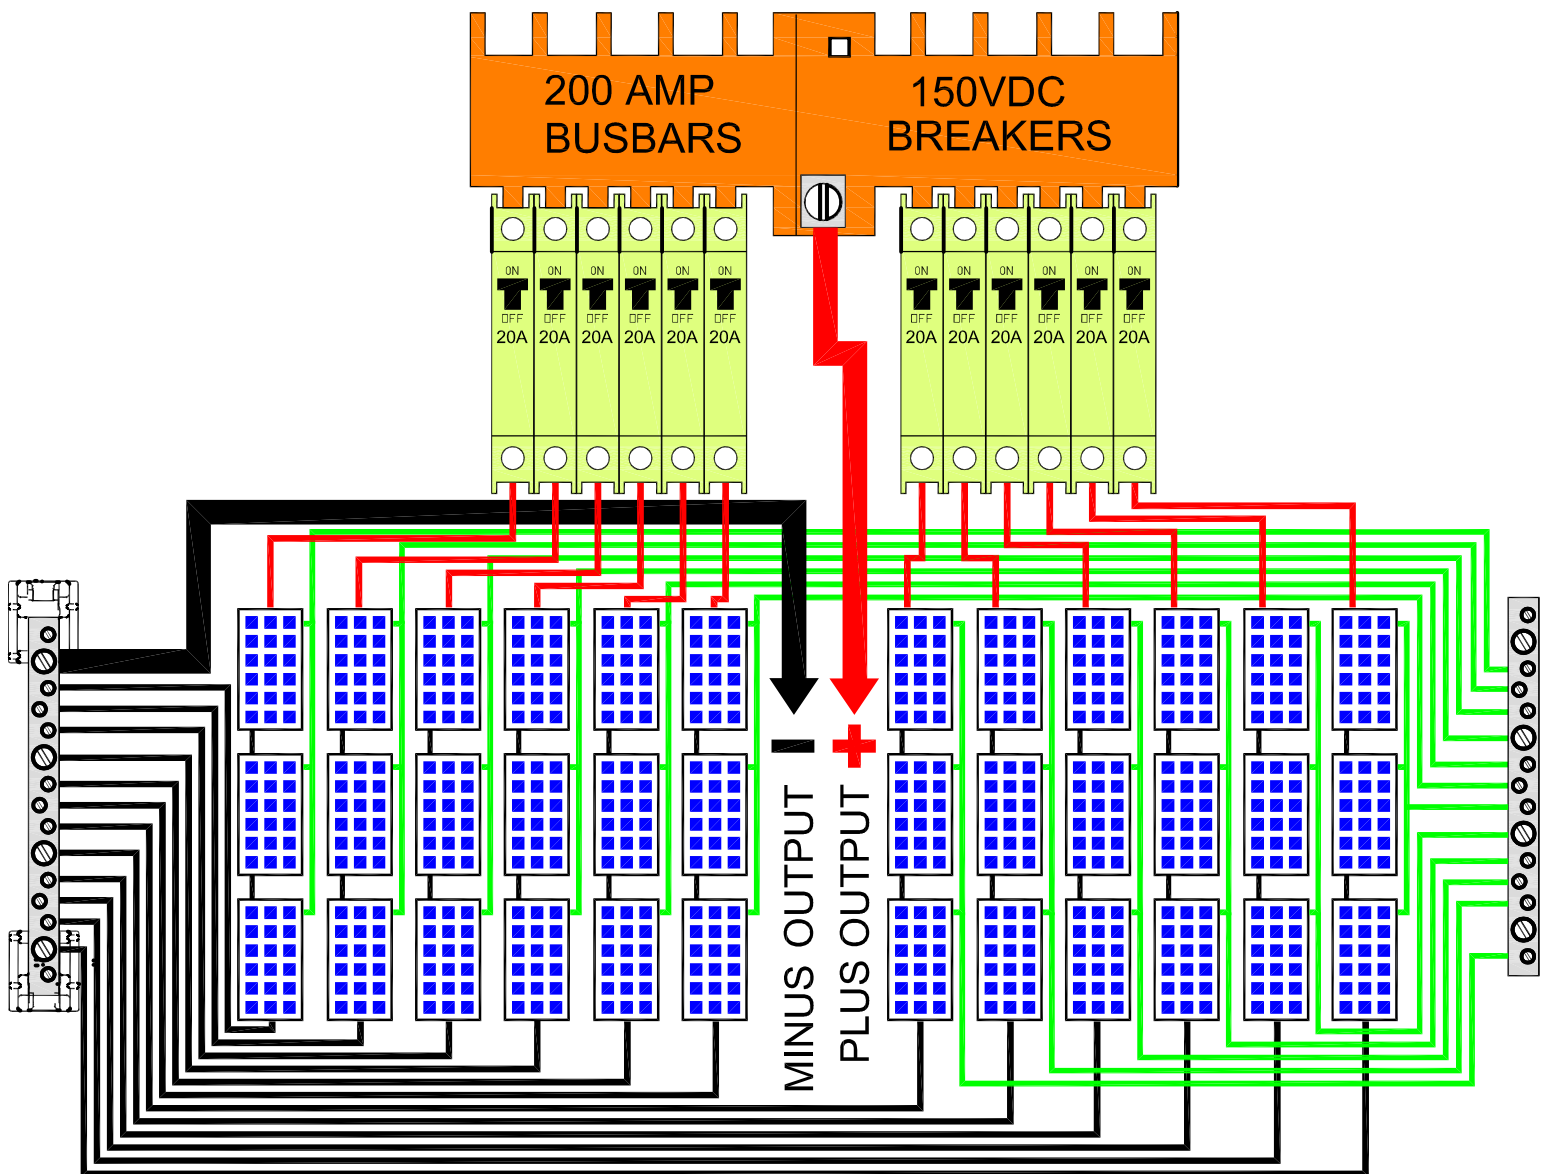 200 AMP
BUSBARS
150VDC
BREAKERS
ON ON ON ON ON ON
OFF OFF OFF OFF OFF OFF
20A 20A 20A 20A 20A 20A
ON ON ON ON ON ON
OFF OFF OFF OFF OFF OFF
20A 20A 20A 20A 20A 20A
− +
MINUS OUTPUT
PLUS OUTPUT